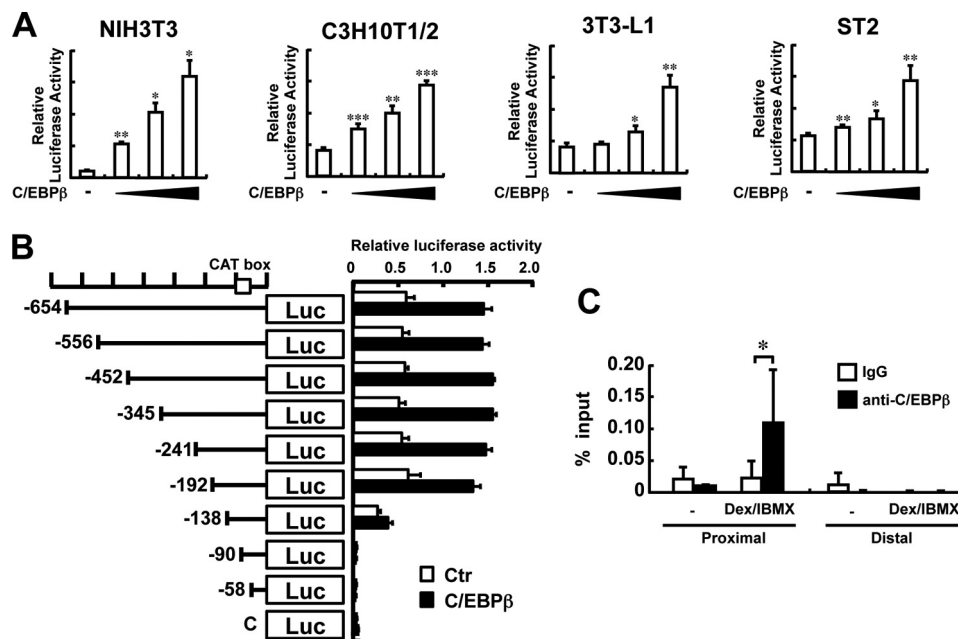 A
NIH3T3
Relative
Luciferase Activity
**
*
*
C/EBPβ
-
C3H10T1/2
Relative
Luciferase Activity
***
**
***
C/EBPβ
-
3T3-L1
Relative
Luciferase Activity
*
**
C/EBPβ
-
ST2
Relative
Luciferase Activity
**
*
**
C/EBPβ
-
B
Relative luciferase activity
0 0.5 1.0 1.5 2.0
CAT box
-654 Luc
-556 Luc
-452 Luc
-345 Luc
-241 Luc
-192 Luc
-138 Luc
-90 Luc
-58 Luc
C Luc
Ctr
C/EBPβ
C
% input
0.20
0.15
0.10
0.05
0
*
IgG
anti-C/EBPβ
- Dex/IBMX - Dex/IBMX
Proximal Distal